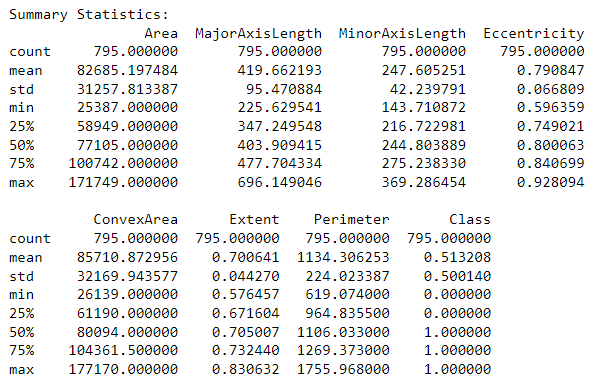 Summary Statistics:
Area MajorAxisLength MinorAxisLength Eccentricity
count 795.000000 795.000000 795.000000 795.000000
mean 82685.197484 419.662193 247.605251 0.790847
std 31257.813387 95.470884 42.239791 0.066809
min 25387.000000 225.629541 143.710872 0.596359
25% 58949.000000 347.249548 216.722981 0.749021
50% 77105.000000 403.909415 244.803889 0.800063
75% 100742.000000 477.704334 275.238330 0.840699
max 171749.000000 696.149046 369.286454 0.928094
ConvexArea Extent Perimeter Class
count 795.000000 795.000000 795.000000 795.000000
mean 85710.872956 0.700641 1134.306253 0.513208
std 32169.943577 0.044270 224.023387 0.500140
min 26139.000000 0.576457 619.074000 0.000000
25% 61190.000000 0.671604 964.835500 0.000000
50% 80094.000000 0.705007 1106.033000 1.000000
75% 104361.500000 0.732440 1269.373000 1.000000
max 177170.000000 0.830632 1755.968000 1.000000